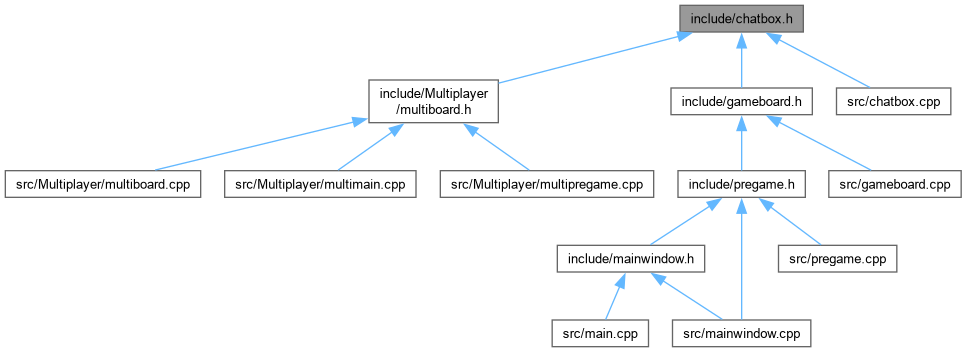 include/chatbox.h
include/Multiplayer
/multiboard.h
include/gameboard.h
src/chatbox.cpp
src/Multiplayer/multiboard.cpp
src/Multiplayer/multimain.cpp
src/Multiplayer/multipregame.cpp
include/pregame.h
src/gameboard.cpp
include/mainwindow.h
src/pregame.cpp
src/main.cpp
src/mainwindow.cpp